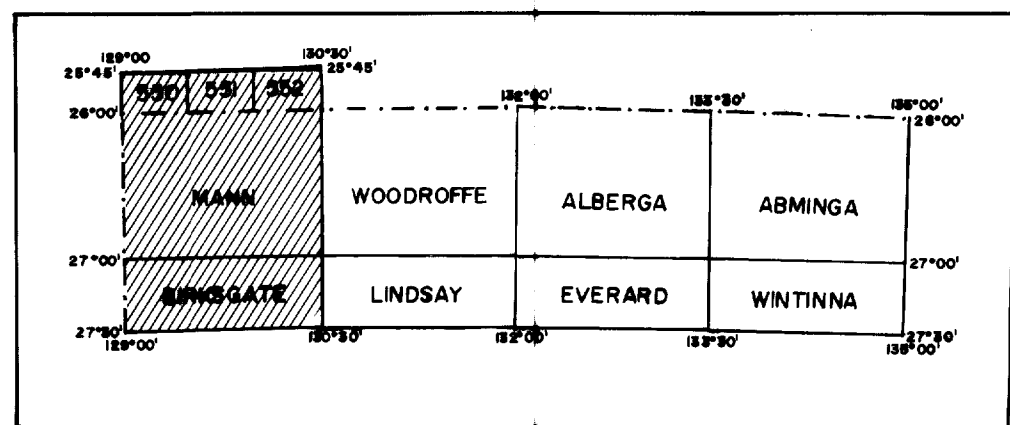 129°00 130°30'
25°45' 25°45'
530 531 532
26°00' 132°00' 133°30' 135°00' 26°00'
MANN WOODROFFE ALBERGA ABMINGA
27°00' 27°00'
BIRKSGATE LINDSAY EVERARD WINTINNA
27°30' 27°30'
129°00' 130°30' 132°00' 133°30' 135°00'